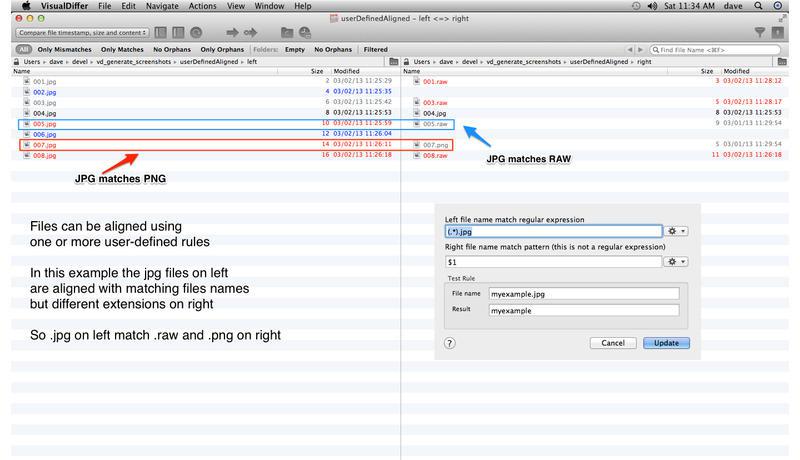 VisualDiffer File Edit Navigate Actions View Window Help Sat 11:34 AM dave
userDefinedAligned - left <=> right
Compare file timestamp, size and content
All Only Mismatches Only Matches No Orphans Only Orphans Folders: Empty No Orphans Filtered Find File Name <⌘F>
Users ▸ dave ▸ devel ▸ vd_generate_screenshots ▸ userDefinedAligned ▸ left Users ▸ dave ▸ devel ▸ vd_generate_screenshots ▸ userDefinedAligned ▸ right
Name Size Modified Name Size Modified
001.jpg 2 03/02/13 11:25:29 001.raw 3 03/02/13 11:28:12
002.jpg 4 03/02/13 11:25:35
003.jpg 6 03/02/13 11:25:42 003.raw 5 03/02/13 11:28:17
004.jpg 8 03/02/13 11:25:53 004.jpg 8 03/02/13 11:25:53
005.jpg 10 03/02/13 11:25:59 005.raw 9 03/01/13 11:29:54
006.jpg 12 03/02/13 11:26:04
007.jpg 14 03/02/13 11:26:11 007.png 5 03/01/13 11:29:54
008.jpg 16 03/02/13 11:26:18 008.raw 11 03/02/13 11:26:18
JPG matches RAW
JPG matches PNG
Files can be aligned using
one or more user-defined rules
In this example the jpg files on left
are aligned with matching files names
but different extensions on right
So .jpg on left match .raw and .png on right
Left file name match regular expression
(.*).jpg
Right file name match pattern (this is not a regular expression)
$1
Test Rule
File name myexample.jpg
Result myexample
? Cancel Update